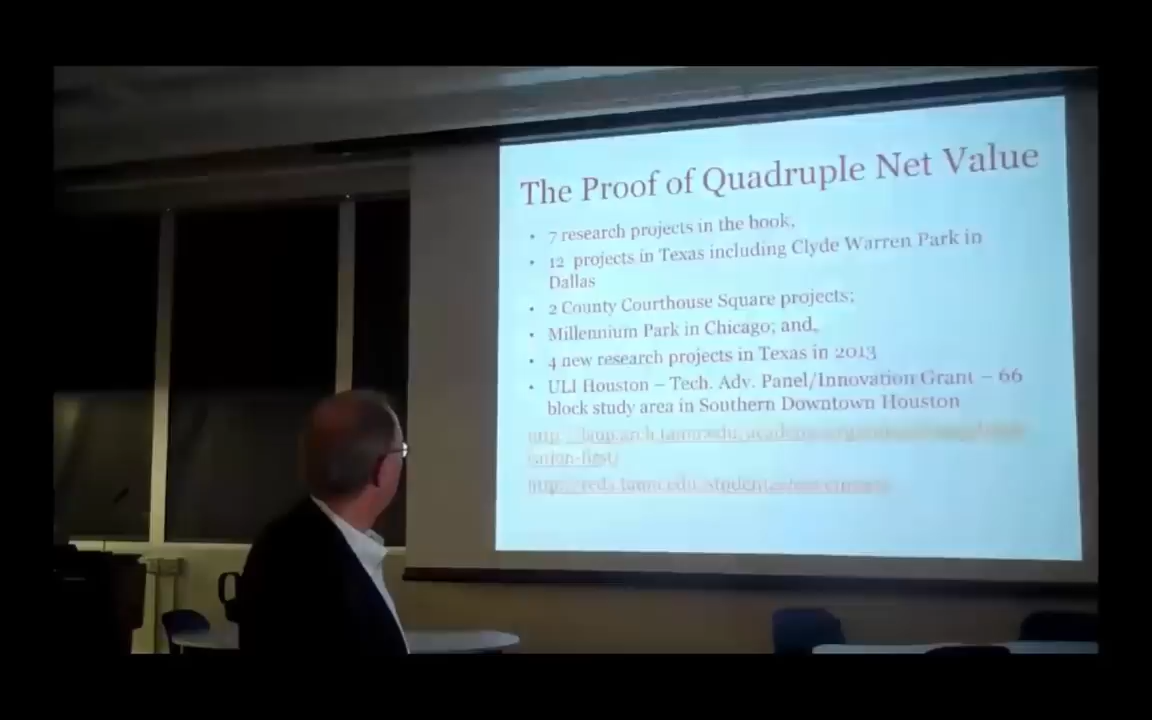 The Proof of Quadruple Net Value
• 7 research projects in the book,
• 12 projects in Texas including Clyde Warren Park in
Dallas
• 2 County Courthouse Square projects;
• Millennium Park in Chicago; and,
• 4 new research projects in Texas in 2013
• ULI Houston – Tech. Adv. Panel/Innovation Grant – 66
block study area in Southern Downtown Houston